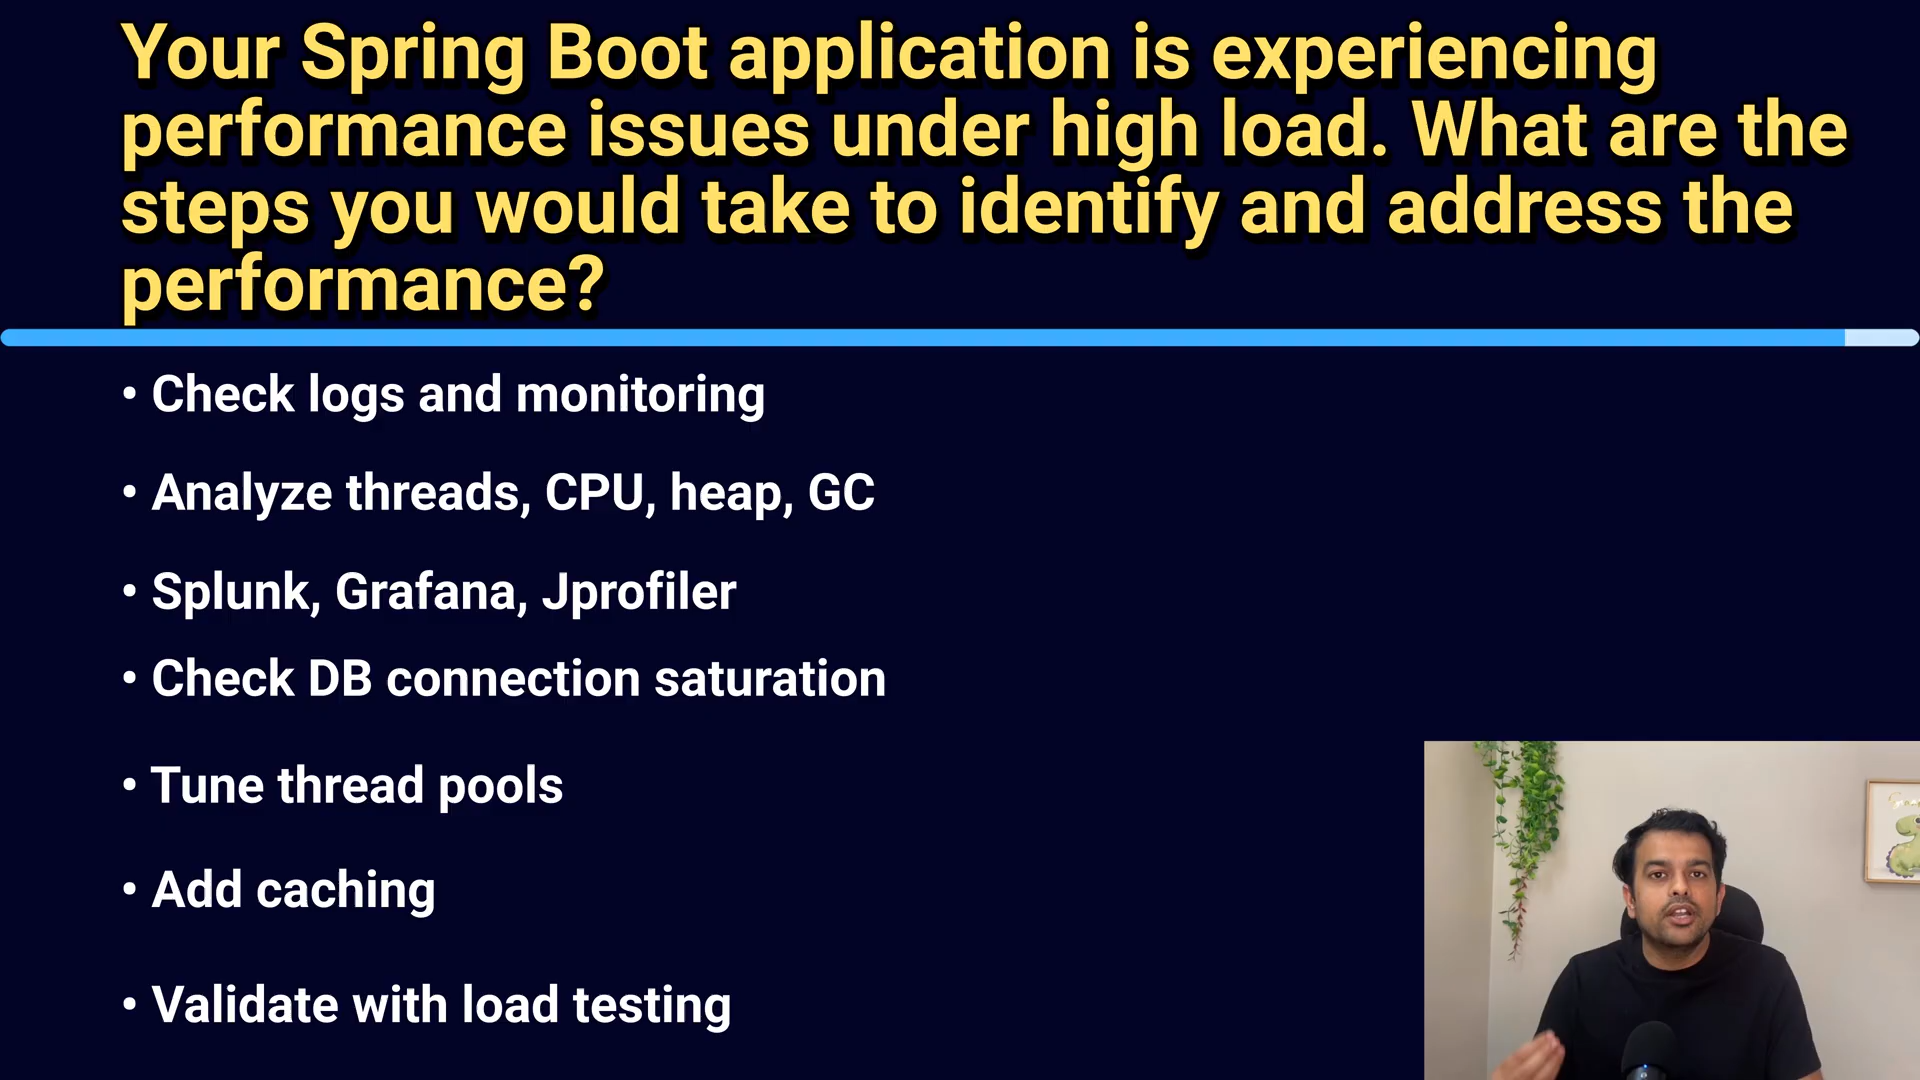 Your Spring Boot application is experiencing
performance issues under high load. What are the
steps you would take to identify and address the
performance?
• Check logs and monitoring
• Analyze threads, CPU, heap, GC
• Splunk, Grafana, Jprofiler
• Check DB connection saturation
• Tune thread pools
• Add caching
• Validate with load testing